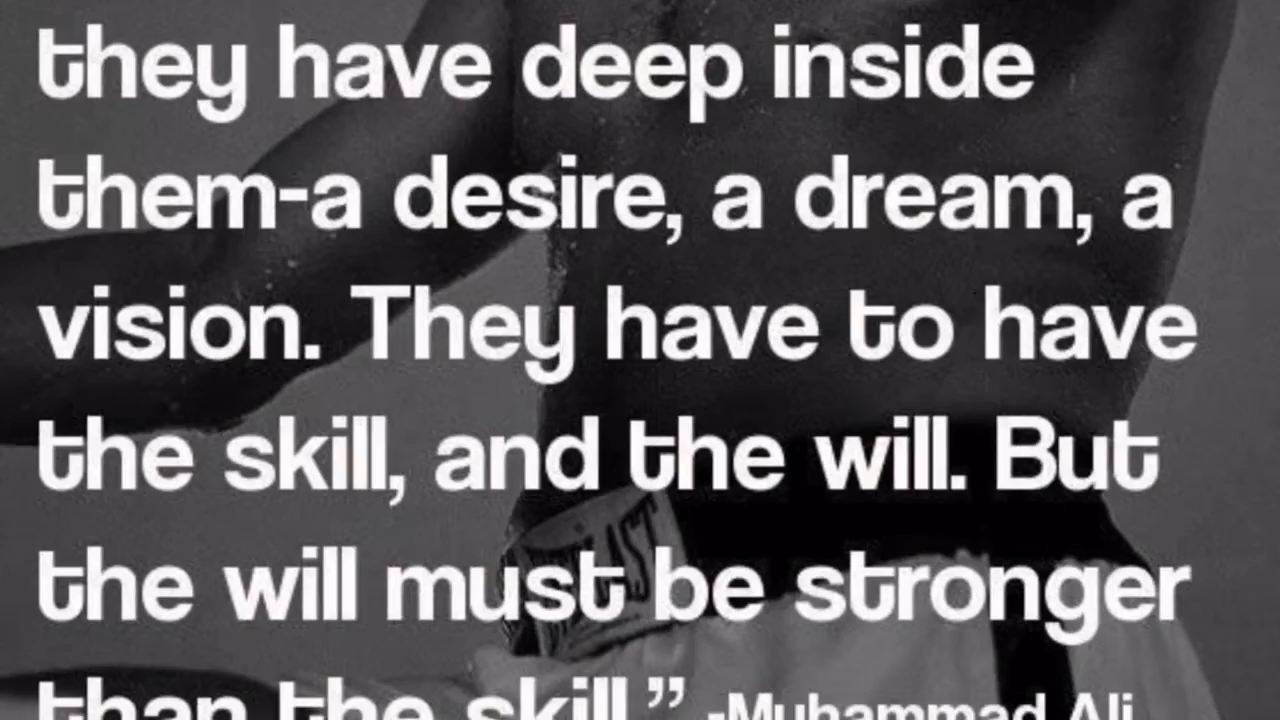 they have deep inside
them-a desire, a dream, a
vision. They have to have
the skill, and the will. But
the will must be stronger
than the skill.” -Muhammad Ali